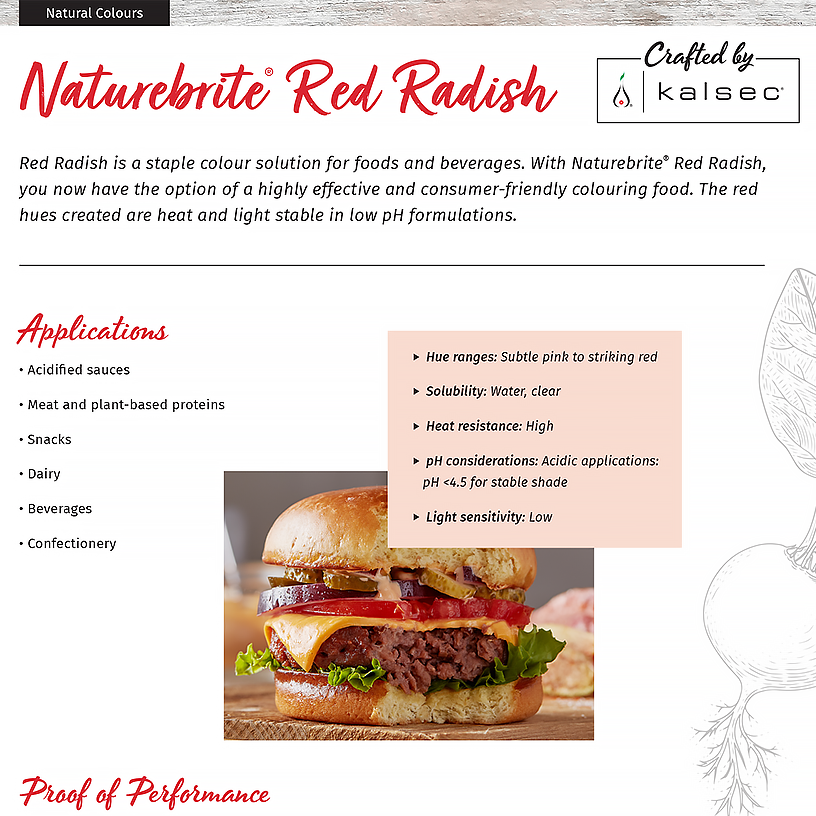 Natural Colours
Naturebrite® Red Radish
Crafted by
kalsec®
Red Radish is a staple colour solution for foods and beverages. With Naturebrite® Red Radish,
you now have the option of a highly effective and consumer-friendly colouring food. The red
hues created are heat and light stable in low pH formulations.
Applications
• Acidified sauces
• Meat and plant-based proteins
• Snacks
• Dairy
• Beverages
• Confectionery
▶ Hue ranges: Subtle pink to striking red
▶ Solubility: Water, clear
▶ Heat resistance: High
▶ pH considerations: Acidic applications:
pH <4.5 for stable shade
▶ Light sensitivity: Low
Proof of Performance